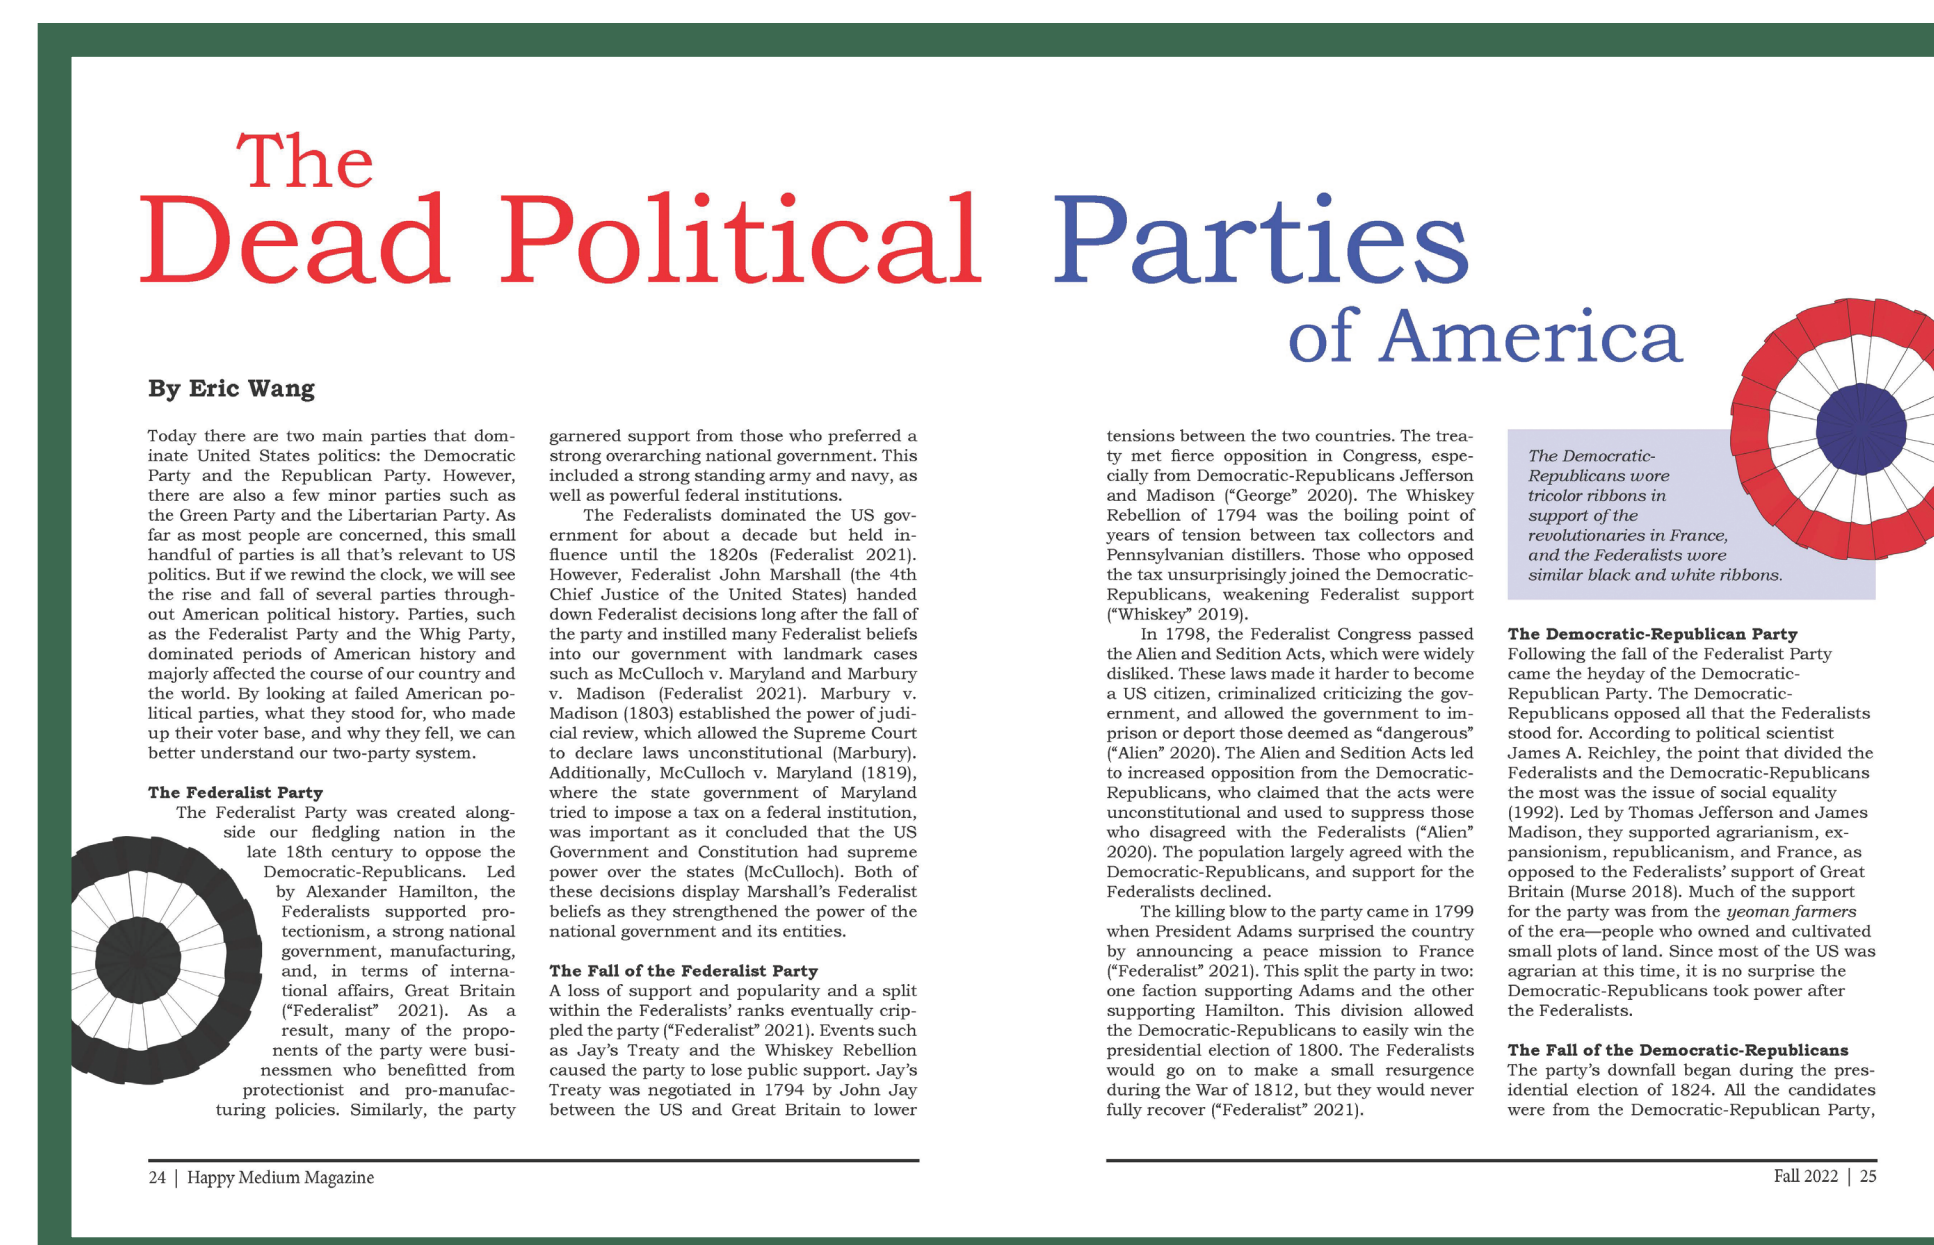 The
Dead Political Parties
of America
By Eric Wang
Today there are two main parties that dom-
inate United States politics: the Democratic
Party and the Republican Party. However,
there are also a few minor parties such as
the Green Party and the Libertarian Party. As
far as most people are concerned, this small
handful of parties is all that’s relevant to US
politics. But if we rewind the clock, we will see
the rise and fall of several parties through-
out American political history. Parties, such
as the Federalist Party and the Whig Party,
dominated periods of American history and
majorly affected the course of our country and
the world. By looking at failed American po-
litical parties, what they stood for, who made
up their voter base, and why they fell, we can
better understand our two-party system.
The Federalist Party
The Federalist Party was created along-
side our fledgling nation in the
late 18th century to oppose the
Democratic-Republicans. Led
by Alexander Hamilton, the
Federalists supported pro-
tectionism, a strong national
government, manufacturing,
and, in terms of interna-
tional affairs, Great Britain
(“Federalist” 2021). As a
result, many of the propo-
nents of the party were busi-
nessmen who benefitted from
protectionist and pro-manufac-
turing policies. Similarly, the party
garnered support from those who preferred a
strong overarching national government. This
included a strong standing army and navy, as
well as powerful federal institutions.
The Federalists dominated the US gov-
ernment for about a decade but held in-
fluence until the 1820s (Federalist 2021).
However, Federalist John Marshall (the 4th
Chief Justice of the United States) handed
down Federalist decisions long after the fall of
the party and instilled many Federalist beliefs
into our government with landmark cases
such as McCulloch v. Maryland and Marbury
v. Madison (Federalist 2021). Marbury v.
Madison (1803) established the power of judi-
cial review, which allowed the Supreme Court
to declare laws unconstitutional (Marbury).
Additionally, McCulloch v. Maryland (1819),
where the state government of Maryland
tried to impose a tax on a federal institution,
was important as it concluded that the US
Government and Constitution had supreme
power over the states (McCulloch). Both of
these decisions display Marshall’s Federalist
beliefs as they strengthened the power of the
national government and its entities.
The Fall of the Federalist Party
A loss of support and popularity and a split
within the Federalists’ ranks eventually crip-
pled the party (“Federalist” 2021). Events such
as Jay’s Treaty and the Whiskey Rebellion
caused the party to lose public support. Jay’s
Treaty was negotiated in 1794 by John Jay
between the US and Great Britain to lower
24 | Happy Medium Magazine
tensions between the two countries. The trea-
ty met fierce opposition in Congress, espe-
cially from Democratic-Republicans Jefferson
and Madison (“George” 2020). The Whiskey
Rebellion of 1794 was the boiling point of
years of tension between tax collectors and
Pennsylvanian distillers. Those who opposed
the tax unsurprisingly joined the Democratic-
Republicans, weakening Federalist support
(“Whiskey” 2019).
In 1798, the Federalist Congress passed
the Alien and Sedition Acts, which were widely
disliked. These laws made it harder to become
a US citizen, criminalized criticizing the gov-
ernment, and allowed the government to im-
prison or deport those deemed as “dangerous”
(“Alien” 2020). The Alien and Sedition Acts led
to increased opposition from the Democratic-
Republicans, who claimed that the acts were
unconstitutional and used to suppress those
who disagreed with the Federalists (“Alien”
2020). The population largely agreed with the
Democratic-Republicans, and support for the
Federalists declined.
The killing blow to the party came in 1799
when President Adams surprised the country
by announcing a peace mission to France
(“Federalist” 2021). This split the party in two:
one faction supporting Adams and the other
supporting Hamilton. This division allowed
the Democratic-Republicans to easily win the
presidential election of 1800. The Federalists
would go on to make a small resurgence
during the War of 1812, but they would never
fully recover (“Federalist” 2021).
The Democratic-
Republicans wore
tricolor ribbons in
support of the
revolutionaries in France,
and the Federalists wore
similar black and white ribbons.
The Democratic-Republican Party
Following the fall of the Federalist Party
came the heyday of the Democratic-
Republican Party. The Democratic-
Republicans opposed all that the Federalists
stood for. According to political scientist
James A. Reichley, the point that divided the
Federalists and the Democratic-Republicans
the most was the issue of social equality
(1992). Led by Thomas Jefferson and James
Madison, they supported agrarianism, ex-
pansionism, republicanism, and France, as
opposed to the Federalists’ support of Great
Britain (Murse 2018). Much of the support
for the party was from the yeoman farmers
of the era—people who owned and cultivated
small plots of land. Since most of the US was
agrarian at this time, it is no surprise the
Democratic-Republicans took power after
the Federalists.
The Fall of the Democratic-Republicans
The party’s downfall began during the pres-
idential election of 1824. All the candidates
were from the Democratic-Republican Party,
Fall 2022 | 25